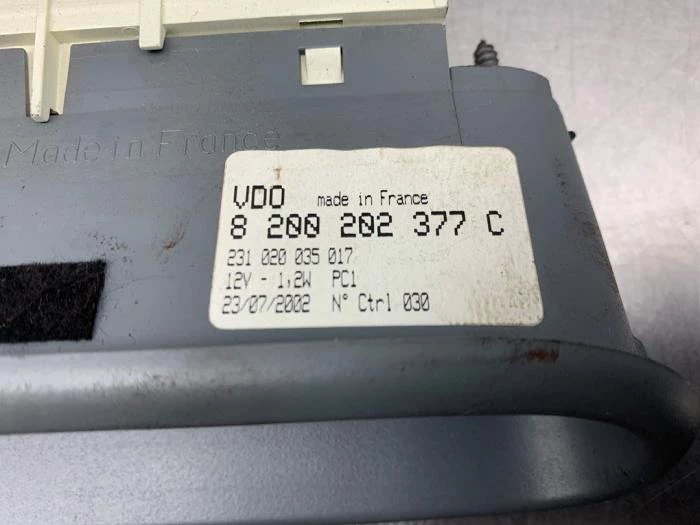 Made in France
VDO made in France
8 200 202 377 C
231 020 035 017
12V - 1,2W PC1
23/07/2002 N° Ctrl 030